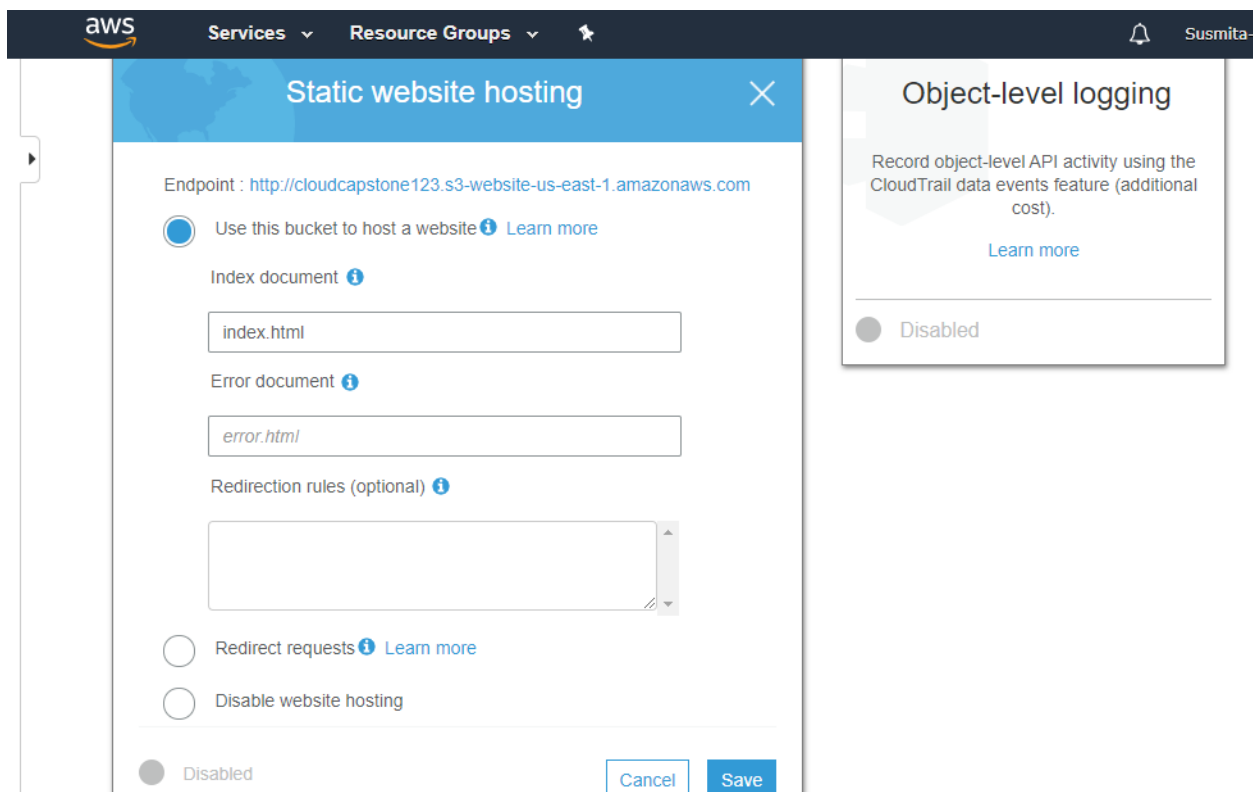 aws
Services
Resource Groups
Susmita-
Static website hosting
Endpoint : http://cloudcapstone123.s3-website-us-east-1.amazonaws.com
Use this bucket to host a website Learn more
Index document
index.html
Error document
error.html
Redirection rules (optional)
Redirect requests Learn more
Disable website hosting
Disabled
Cancel
Save
Object-level logging
Record object-level API activity using the
CloudTrail data events feature (additional
cost).
Learn more
Disabled